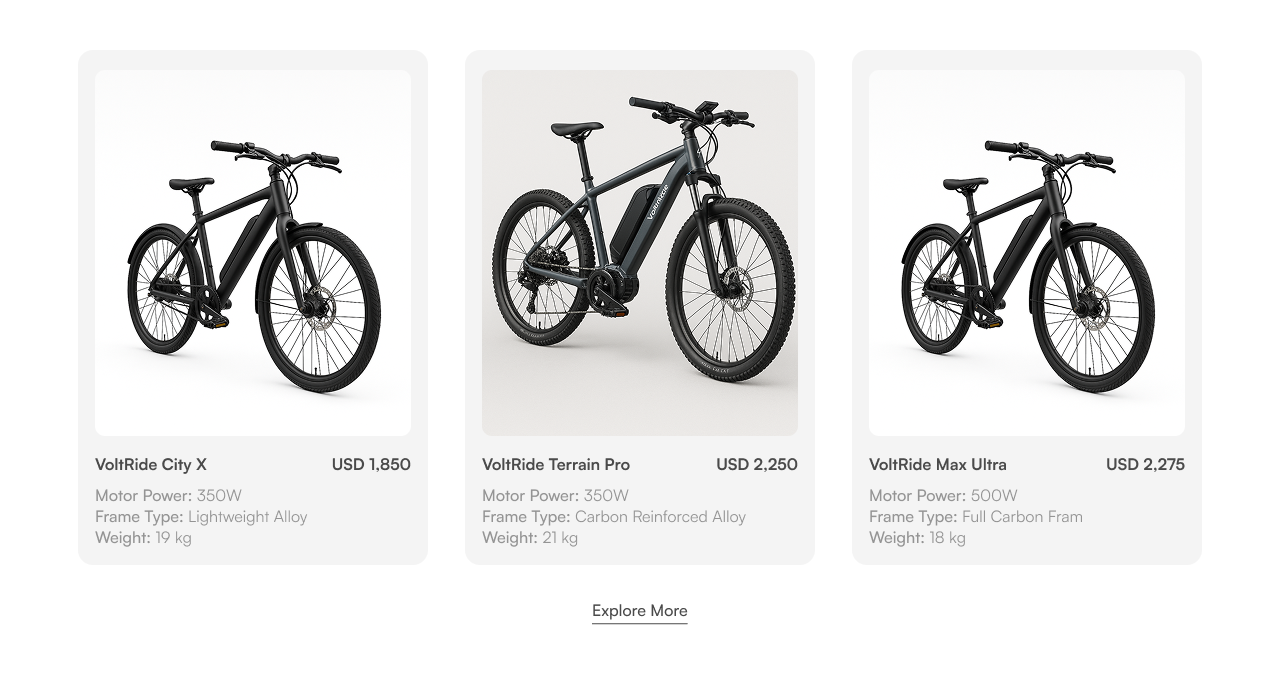 VoltRide City X
USD 1,850
Motor Power: 350W
Frame Type: Lightweight Alloy
Weight: 19 kg
VoltRide Terrain Pro
USD 2,250
Motor Power: 350W
Frame Type: Carbon Reinforced Alloy
Weight: 21 kg
VoltRide Max Ultra
USD 2,275
Motor Power: 500W
Frame Type: Full Carbon Fram
Weight: 18 kg
Explore More